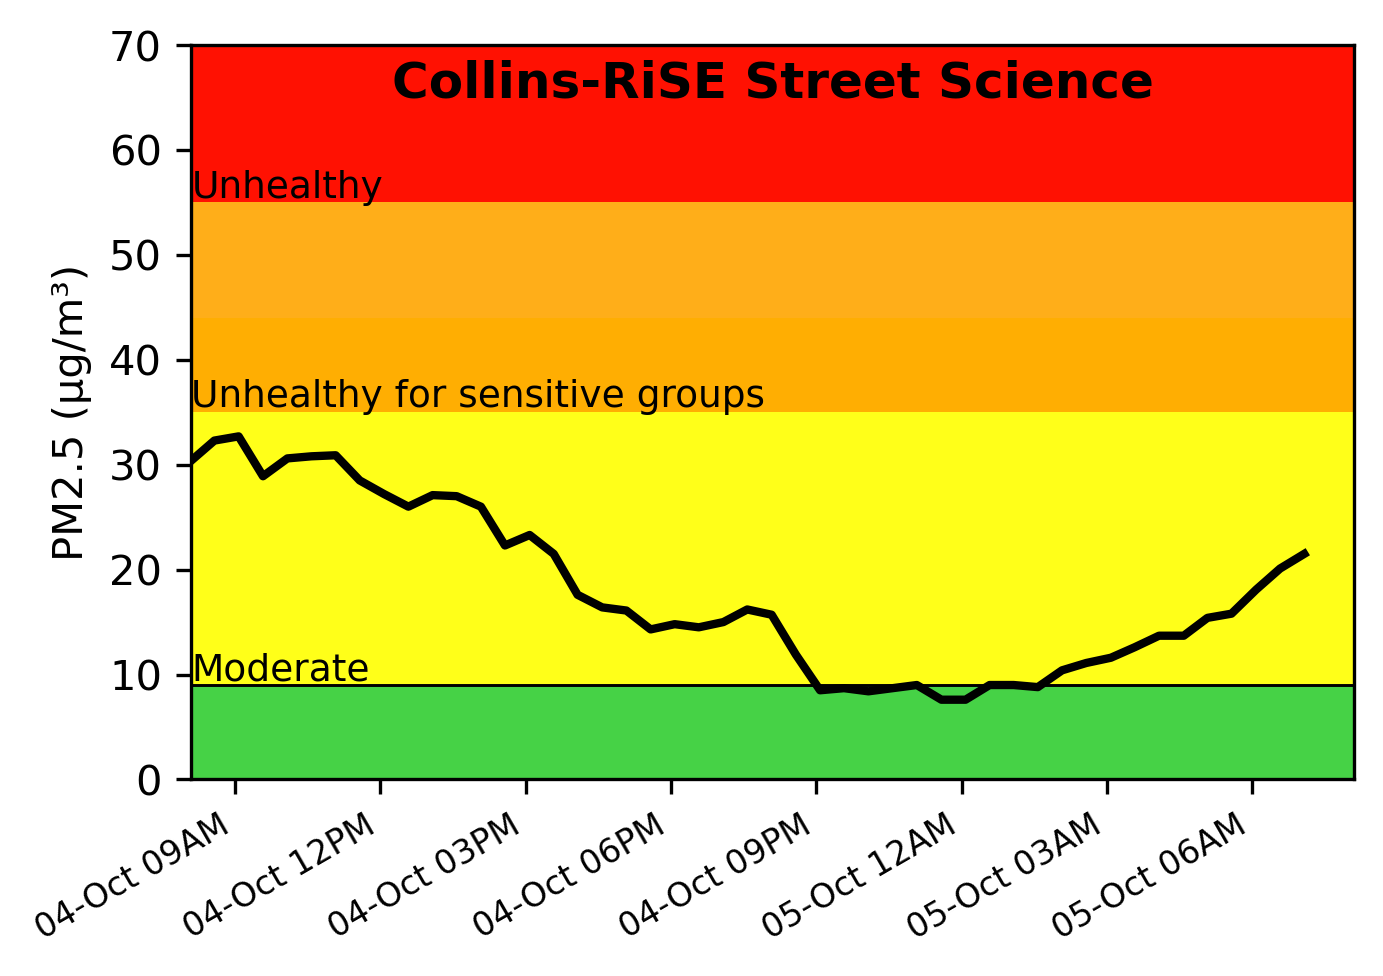 Collins-RiSE Street Science
70
60
Unhealthy
50
40
Unhealthy for sensitive groups
30
20
10
Moderate
0
PM2.5 (µg/m³)
04-Oct 09AM
04-Oct 12PM
04-Oct 03PM
04-Oct 06PM
04-Oct 09PM
05-Oct 12AM
05-Oct 03AM
05-Oct 06AM